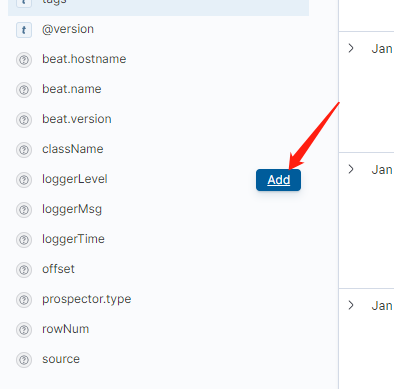 tags
t @version
beat.hostname
beat.name
beat.version
className
loggerLevel Add
loggerMsg
loggerTime
offset
prospector.type
rowNum
source
Jan
Jan
Jan